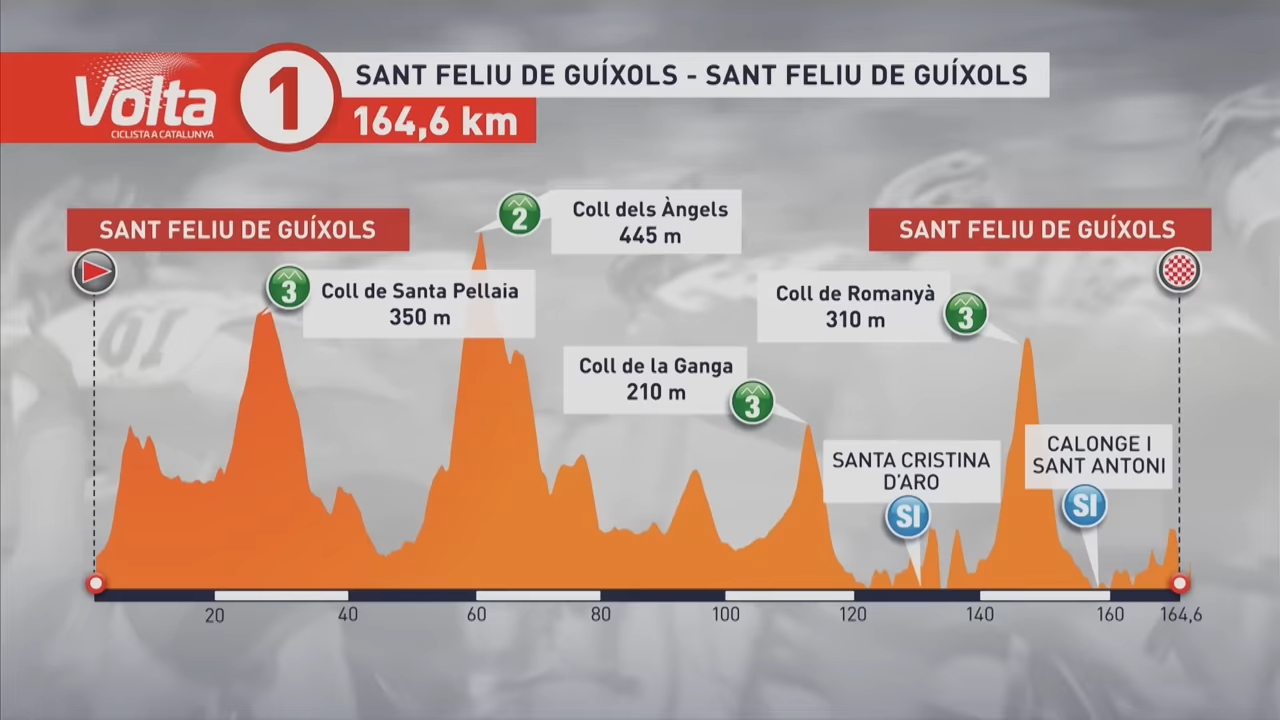 Volta
CICLISTA A CATALUNYA
1
SANT FELIU DE GUÍXOLS - SANT FELIU DE GUÍXOLS
164,6 km
SANT FELIU DE GUÍXOLS
3
Coll de Santa Pellaia
350 m
2
Coll dels Àngels
445 m
Coll de la Ganga
210 m
3
Coll de Romanyà
310 m
3
SANT FELIU DE GUÍXOLS
SANTA CRISTINA
D'ARO
SI
CALONGE I
SANT ANTONI
SI
61
20
40
60
80
100
120
140
160
164,6